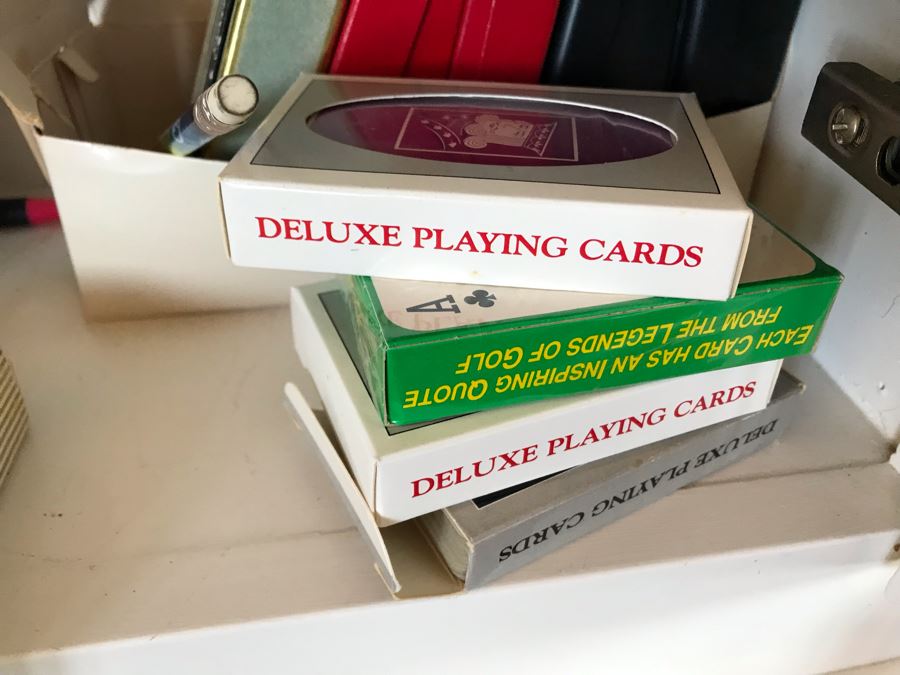 DELUXE PLAYING CARDS
A
EACH CARD HAS AN INSPIRING QUOTE
FROM THE LEGENDS OF GOLF
DELUXE PLAYING CARDS
DELUXE PLAYING CARDS